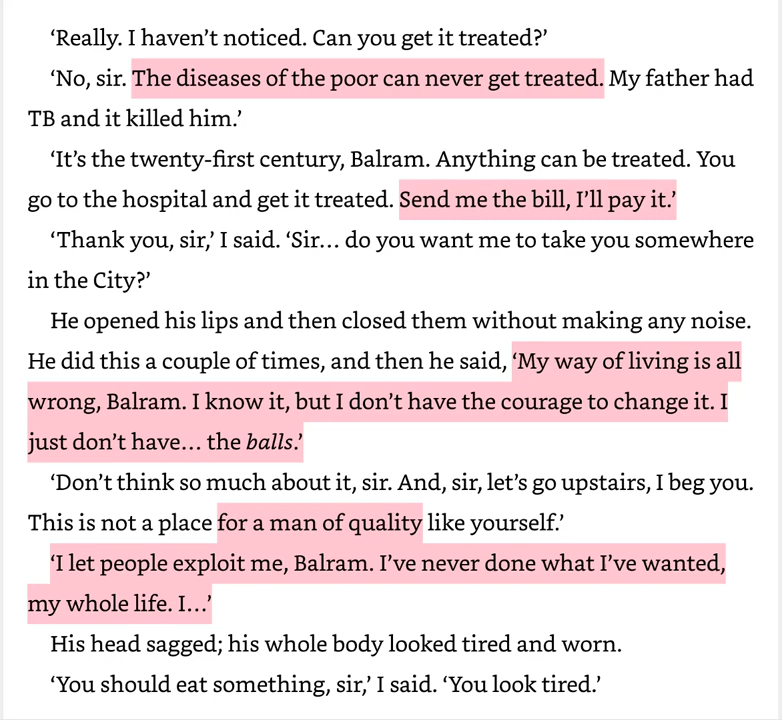 ‘Really. I haven’t noticed. Can you get it treated?’
‘No, sir. The diseases of the poor can never get treated. My father had
TB and it killed him.’
‘It’s the twenty-first century, Balram. Anything can be treated. You
go to the hospital and get it treated. Send me the bill, I’ll pay it.’
‘Thank you, sir,’ I said. ‘Sir… do you want me to take you somewhere
in the City?’
He opened his lips and then closed them without making any noise.
He did this a couple of times, and then he said, ‘My way of living is all
wrong, Balram. I know it, but I don’t have the courage to change it. I
just don’t have… the balls.’
‘Don’t think so much about it, sir. And, sir, let’s go upstairs, I beg you.
This is not a place for a man of quality like yourself.’
‘I let people exploit me, Balram. I’ve never done what I’ve wanted,
my whole life. I…’
His head sagged; his whole body looked tired and worn.
‘You should eat something, sir,’ I said. ‘You look tired.’